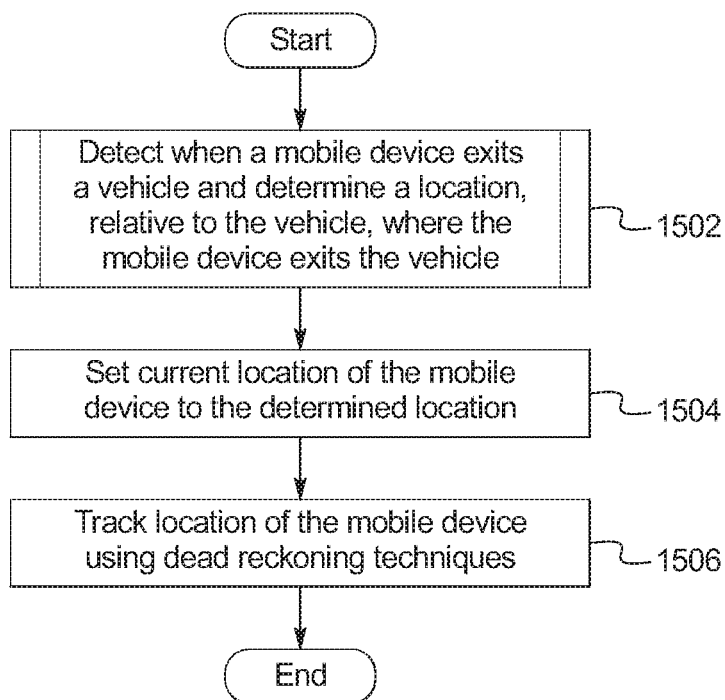 Start
Detect when a mobile device exits
a vehicle and determine a location,
relative to the vehicle, where the
mobile device exits the vehicle
1502
Set current location of the mobile
device to the determined location
1504
Track location of the mobile device
using dead reckoning techniques
1506
End